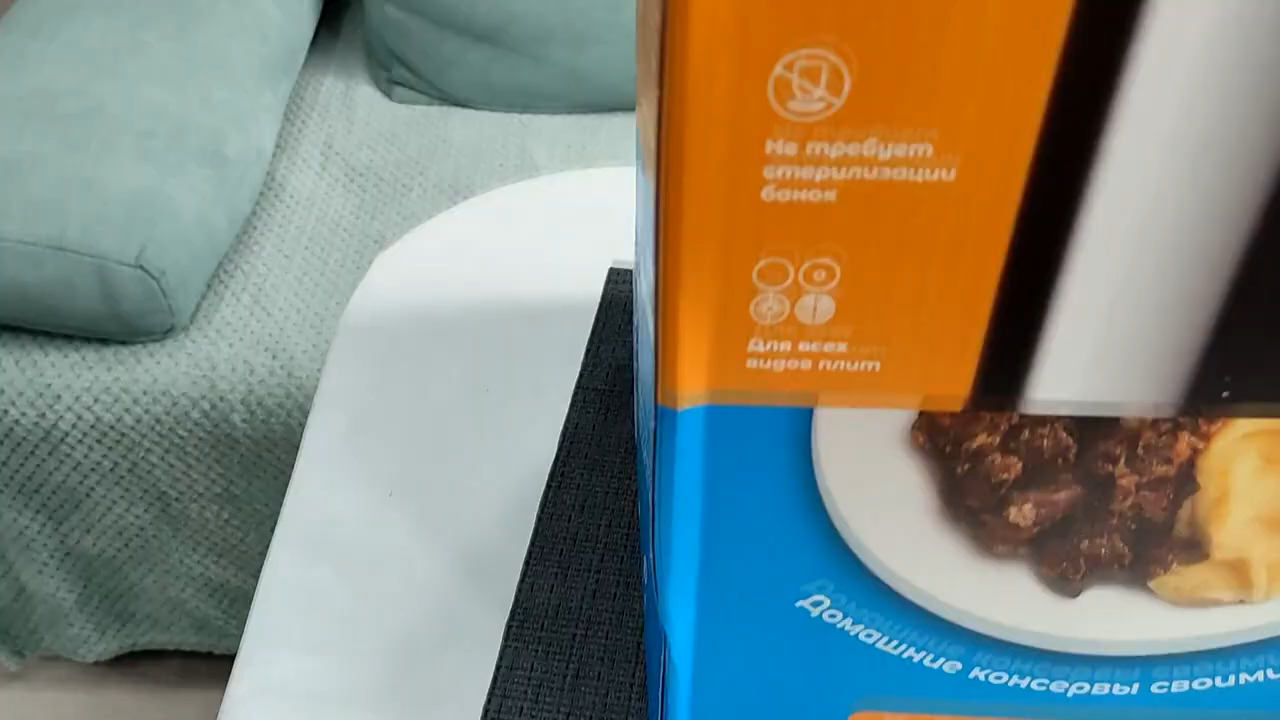 Не требует
стерилизации
банок
Для всех
видов плит
Домашние консервы своими